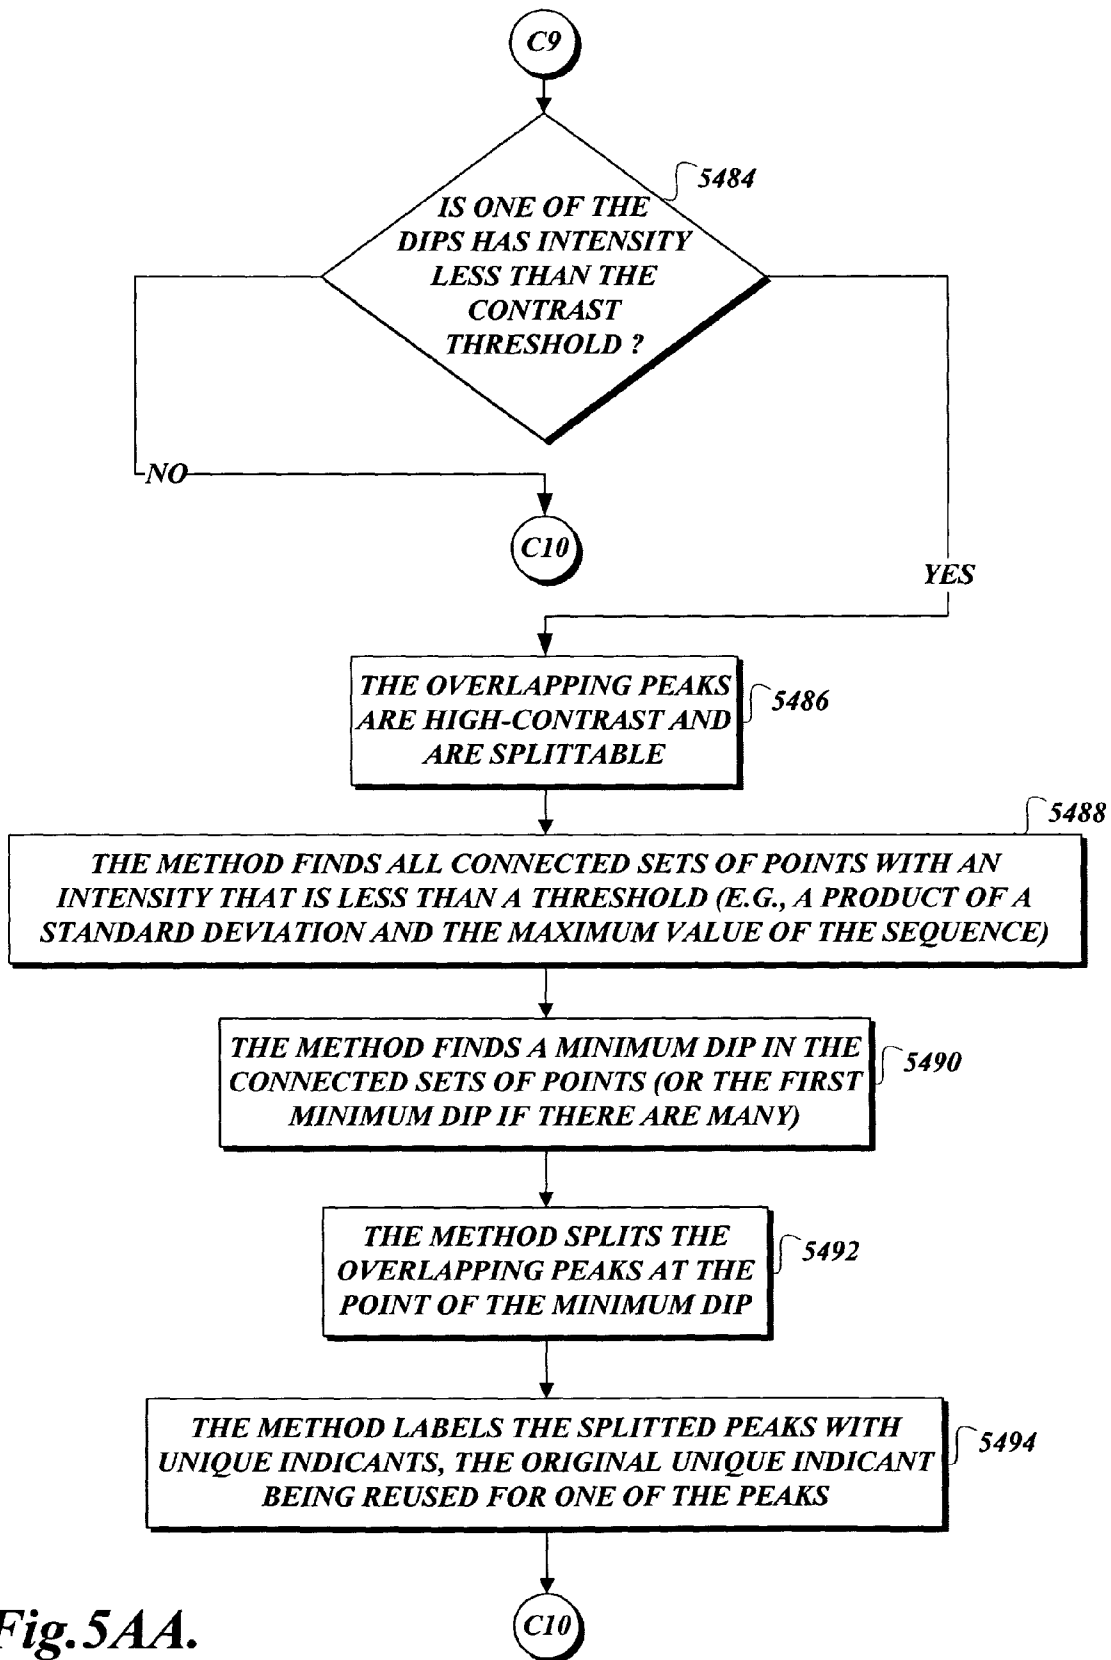 C9
5484
IS ONE OF THE
DIPS HAS INTENSITY
LESS THAN THE
CONTRAST
THRESHOLD ?
NO
C10
YES
THE OVERLAPPING PEAKS
ARE HIGH-CONTRAST AND
ARE SPLITTABLE
5486
5488
THE METHOD FINDS ALL CONNECTED SETS OF POINTS WITH AN
INTENSITY THAT IS LESS THAN A THRESHOLD (E.G., A PRODUCT OF A
STANDARD DEVIATION AND THE MAXIMUM VALUE OF THE SEQUENCE)
THE METHOD FINDS A MINIMUM DIP IN THE
CONNECTED SETS OF POINTS (OR THE FIRST
MINIMUM DIP IF THERE ARE MANY)
5490
THE METHOD SPLITS THE
OVERLAPPING PEAKS AT THE
POINT OF THE MINIMUM DIP
5492
THE METHOD LABELS THE SPLITTED PEAKS WITH
UNIQUE INDICANTS, THE ORIGINAL UNIQUE INDICANT
BEING REUSED FOR ONE OF THE PEAKS
5494
C10
Fig.5AA.